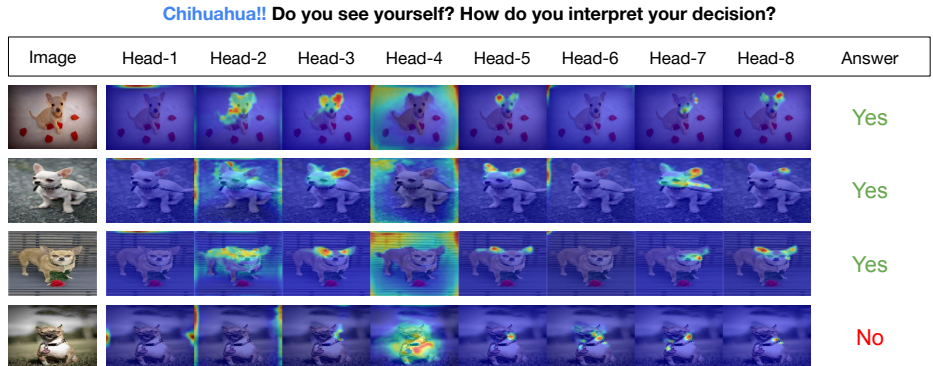 Chihuahua!! Do you see yourself? How do you interpret your decision?
Image Head-1 Head-2 Head-3 Head-4 Head-5 Head-6 Head-7 Head-8 Answer
Yes
Yes
Yes
No